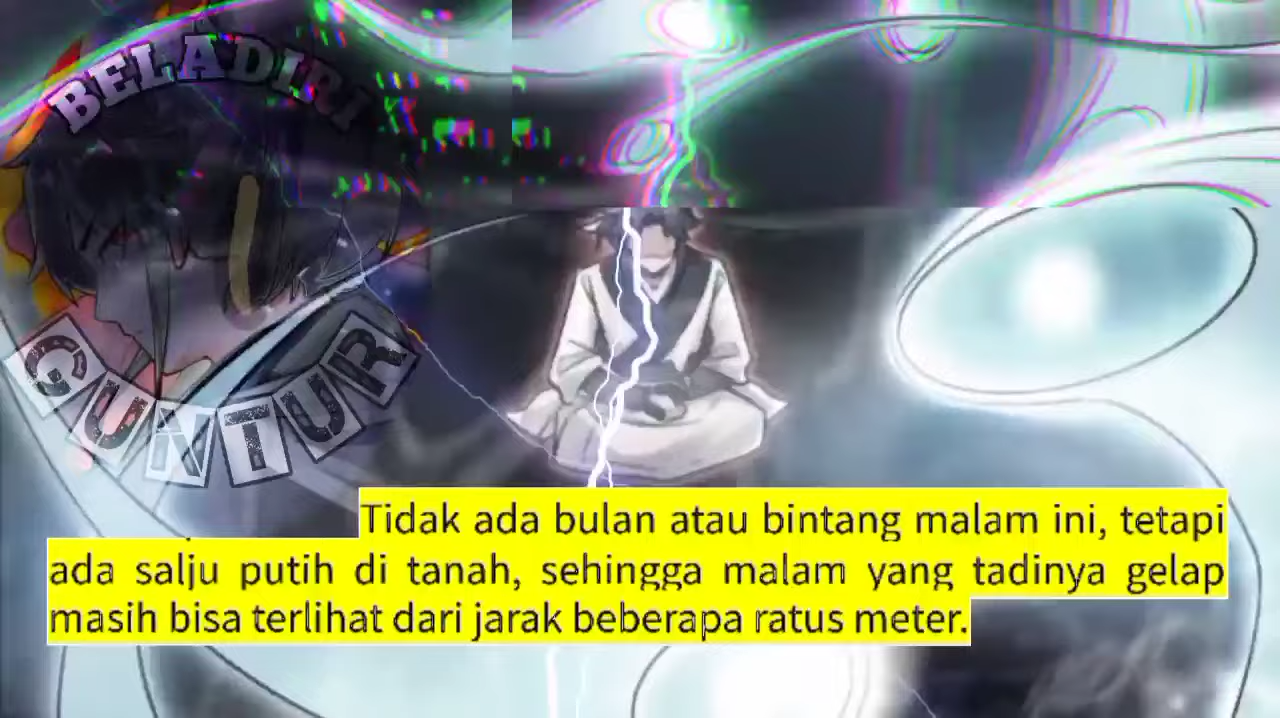 BELADIRI
GUNTUR
Tidak ada bulan atau bintang malam ini, tetapi
ada salju putih di tanah, sehingga malam yang tadinya gelap
masih bisa terlihat dari jarak beberapa ratus meter.